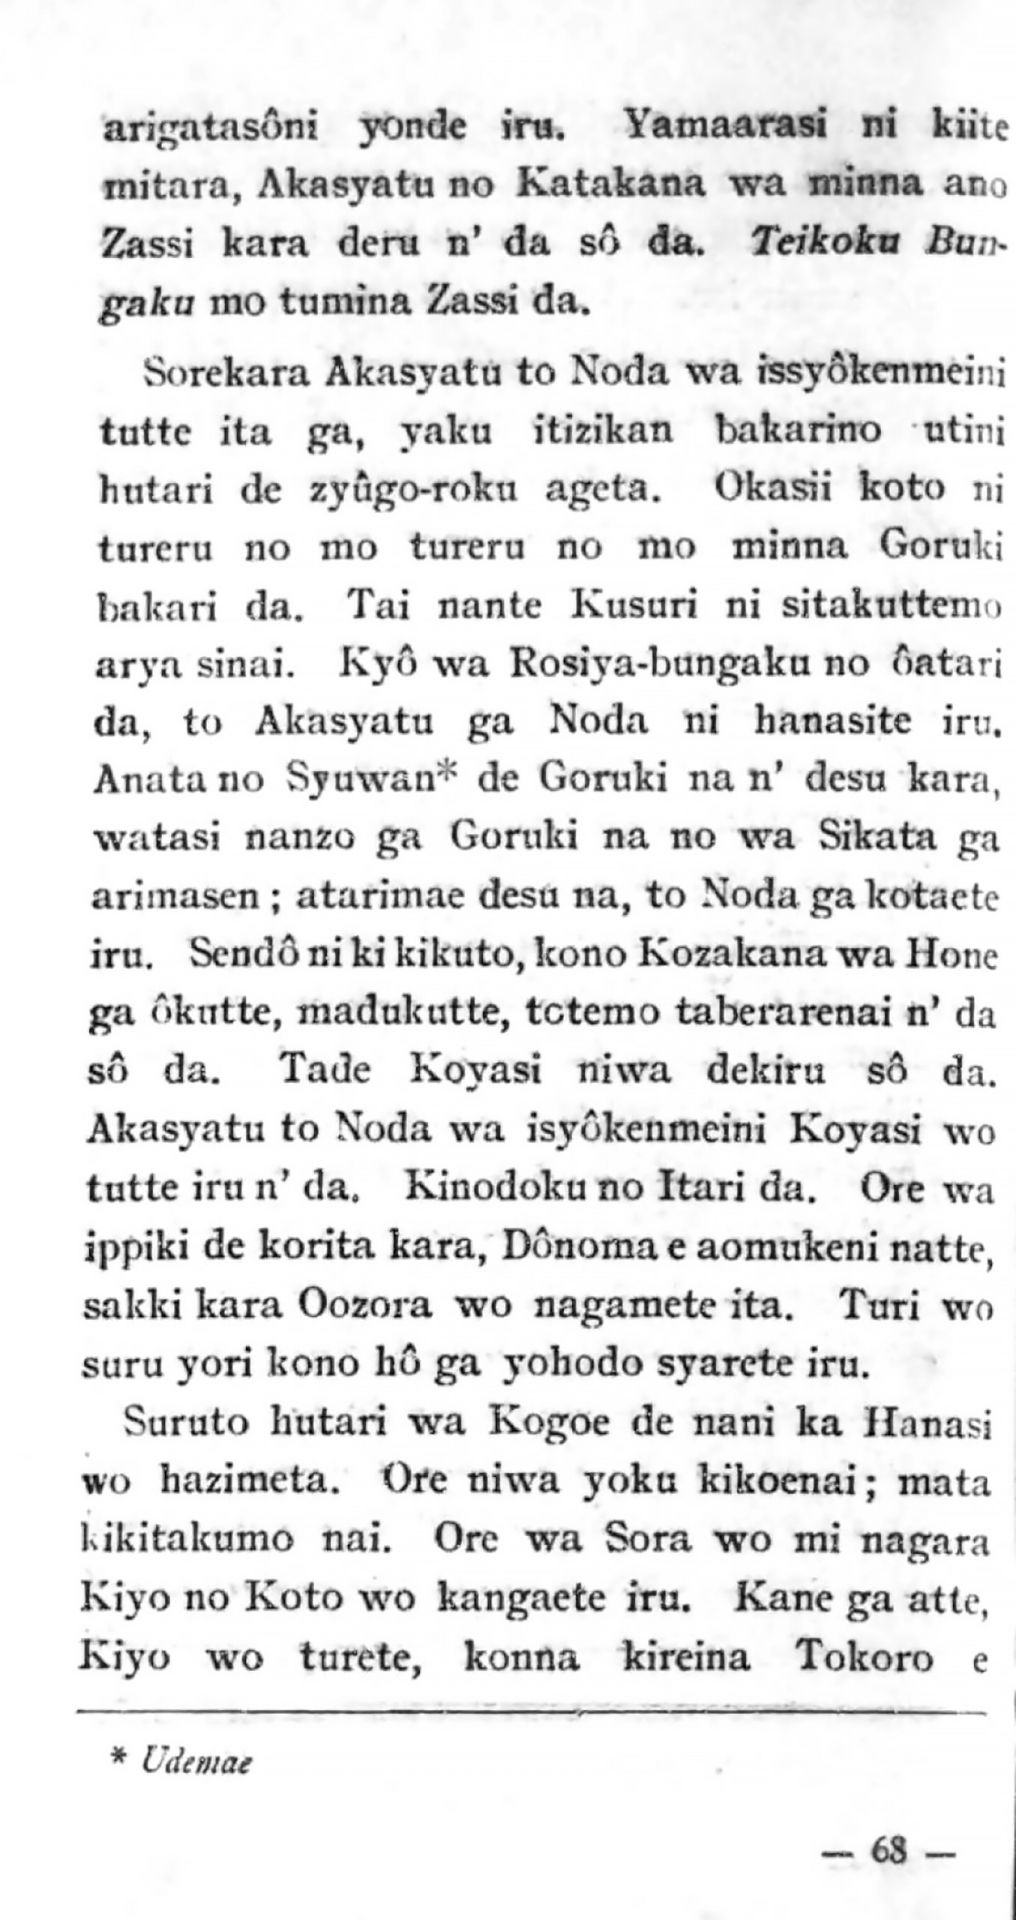 arigatasôni yonde iru. Yamaarasi ni kiite
mitara, Akasyatu no Katakana wa minna ano
Zassi kara deru n' da sô da. Teikoku Bun-
gaku mo tumina Zassi da.
Sorekara Akasyatu to Noda wa issyôkenmeini
tutte ita ga, yaku itizikan bakarino utini
hutari de zyûgo-roku ageta. Okasii koto ni
tureru no mo tureru no mo minna Goruki
bakari da. Tai nante Kusuri ni sitakuttemo
arya sinai. Kyô wa Rosiya-bungaku no ôatari
da, to Akasyatu ga Noda ni hanasite iru.
Anata no Syuwan* de Goruki na n' desu kara,
watasi nanzo ga Goruki na no wa Sikata ga
arimasen ; atarimae desu na, to Noda ga kotaete
iru. Sendô ni ki kikuto, kono Kozakana wa Hone
ga ôkutte, madukutte, totemo taberarenai n' da
sô da. Tade Koyasi niwa dekiru sô da.
Akasyatu to Noda wa isyôkenmeini Koyasi wo
tutte iru n' da. Kinodoku no Itari da. Ore wa
ippiki de korita kara, Dônoma e aomukeni natte,
sakki kara Oozora wo nagamete ita. Turi wo
suru yori kono hô ga yohodo syarete iru.
Suruto hutari wa Kogoe de nani ka Hanasi
wo hazimeta. Ore niwa yoku kikoenai ; mata
kikitakumo nai. Ore wa Sora wo mi nagara
Kiyo no Koto wo kangaete iru. Kane ga atte,
Kiyo wo turete, konna kireina Tokoro e
* Udemae
— 68 —